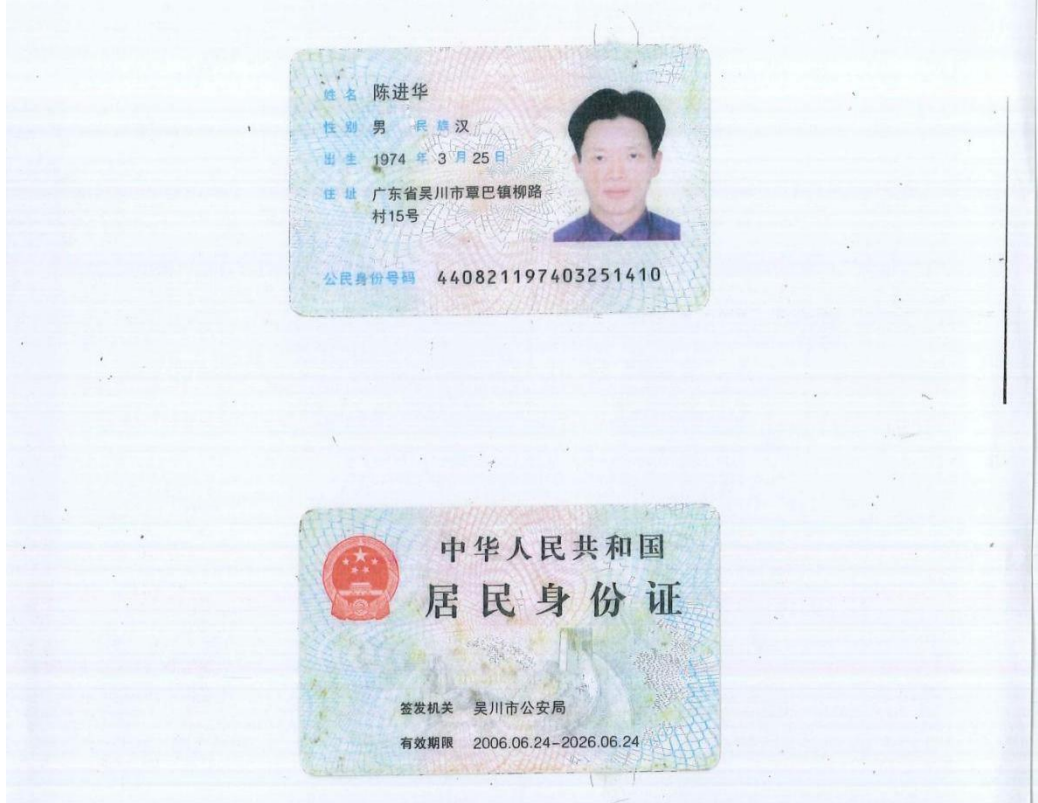 姓名 陈进华
性别 男 民族 汉
出生 1974 年 3 月 25 日
住址 广东省吴川市覃巴镇柳路
村15号
公民身份号码 440821197403251410
中华人民共和国
居民身份证
签发机关 吴川市公安局
有效期限 2006.06.24-2026.06.24